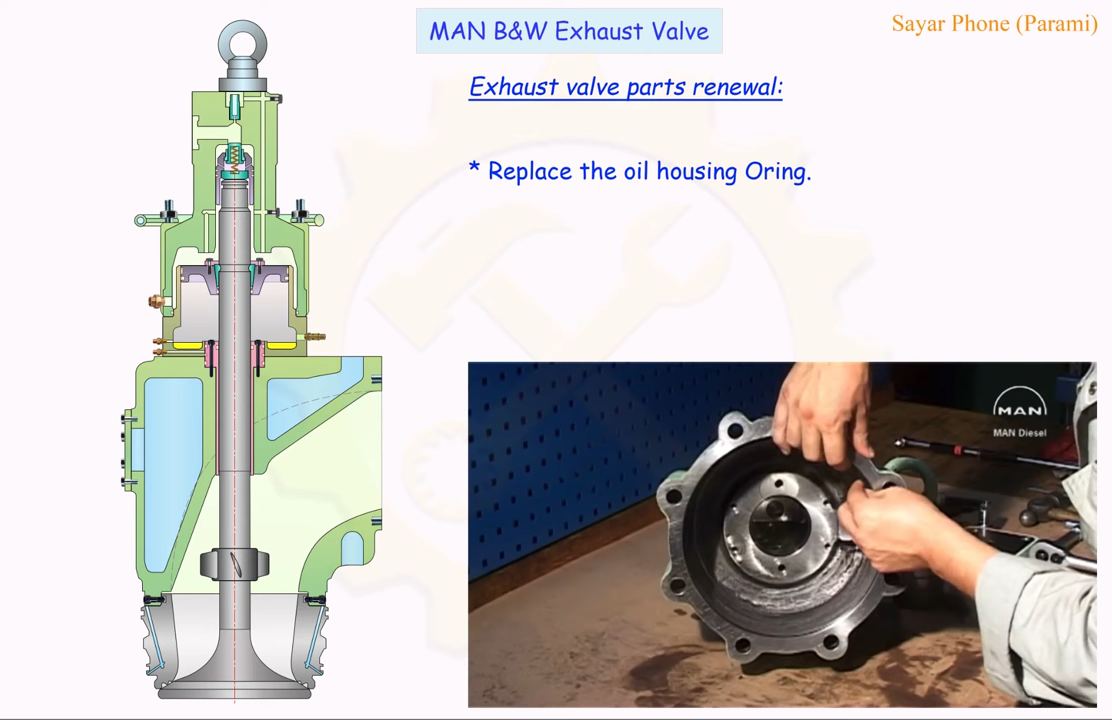 MAN B&W Exhaust Valve
Sayar Phone (Parami)
Exhaust valve parts renewal:
* Replace the oil housing Oring.
MAN
MAN Diesel